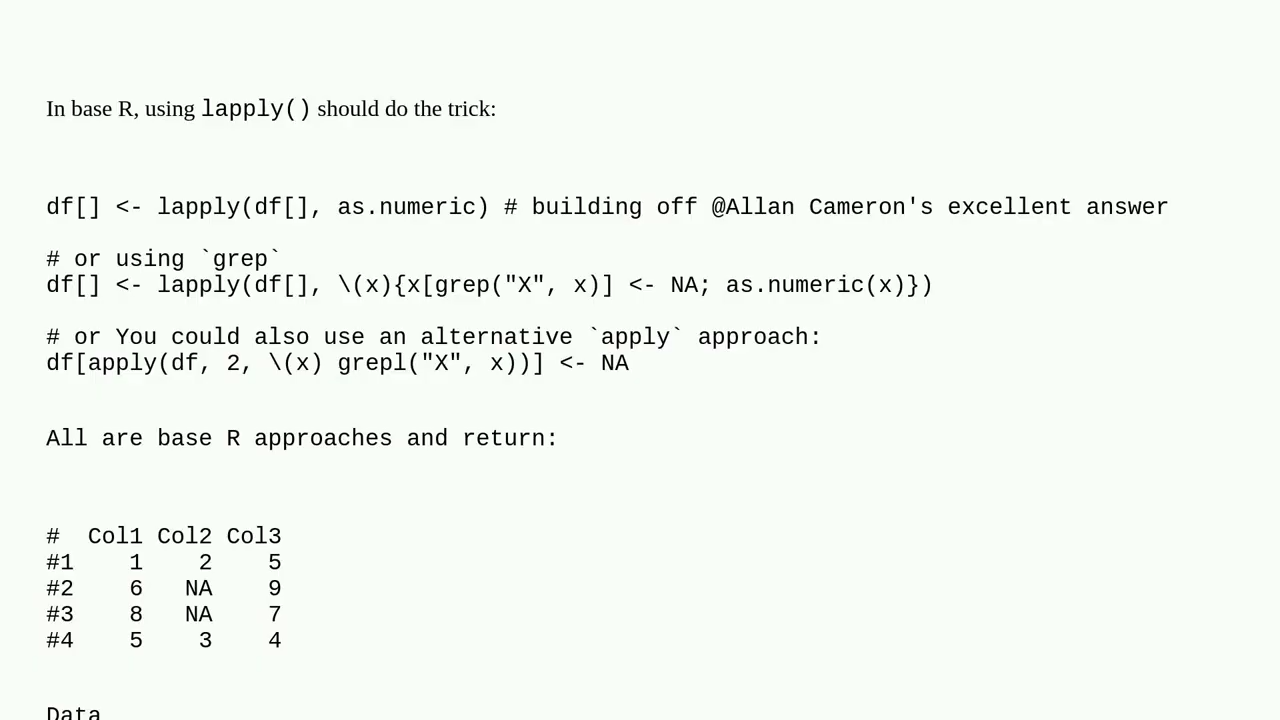 In base R, using lapply() should do the trick:
df[] <- lapply(df[], as.numeric) # building off @Allan Cameron's excellent answer
# or using `grep`
df[] <- lapply(df[], \(x){x[grep("X", x)] <- NA; as.numeric(x)})
# or You could also use an alternative `apply` approach:
df[apply(df, 2, \(x) grepl("X", x))] <- NA
All are base R approaches and return:
#  Col1 Col2 Col3
#1    1    2    5
#2    6   NA    9
#3    8   NA    7
#4    5    3    4
Data